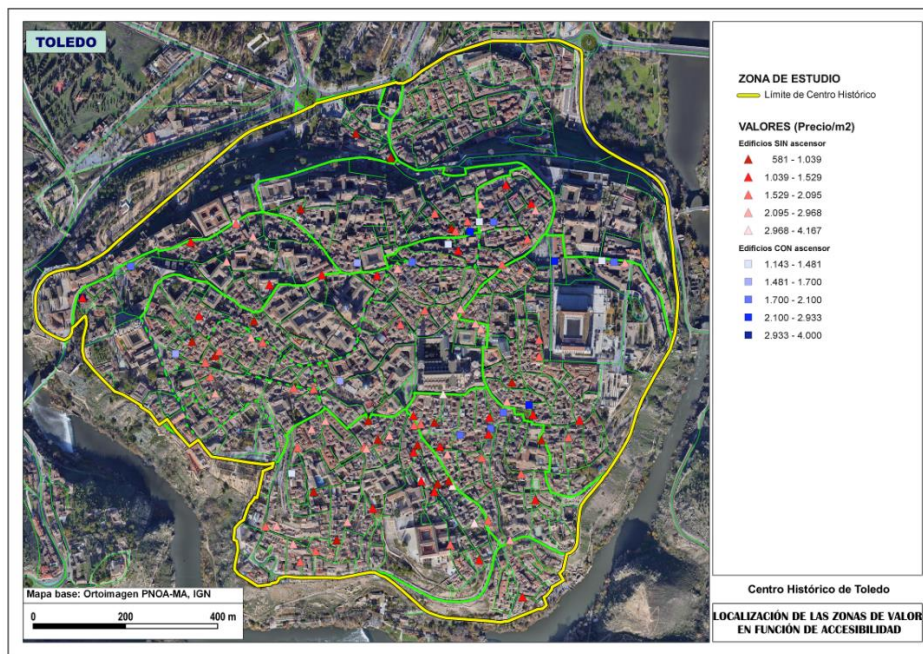 TOLEDO
ZONA DE ESTUDIO
Límite de Centro Histórico
VALORES (Precio/m2)
Edificios SIN ascensor
581 - 1.039
1.039 - 1.529
1.529 - 2.095
2.095 - 2.968
2.968 - 4.167
Edificios CON ascensor
1.143 - 1.481
1.481 - 1.700
1.700 - 2.100
2.100 - 2.933
2.933 - 4.000
Mapa base: Ortoimagen PNOA-MA, IGN
0 200 400 m
Centro Histórico de Toledo
LOCALIZACIÓN DE LAS ZONAS DE VALOR
EN FUNCIÓN DE ACCESIBILIDAD